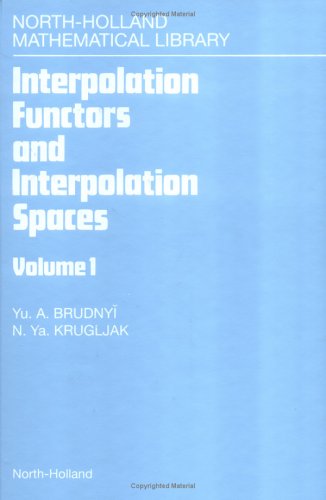 NORTH-HOLLAND
MATHEMATICAL LIBRARY
Interpolation
Functors
and
Interpolation
Spaces
Volume 1
Yu. A. BRUDNYĬ
N. Ya. KRUGLJAK
North-Holland